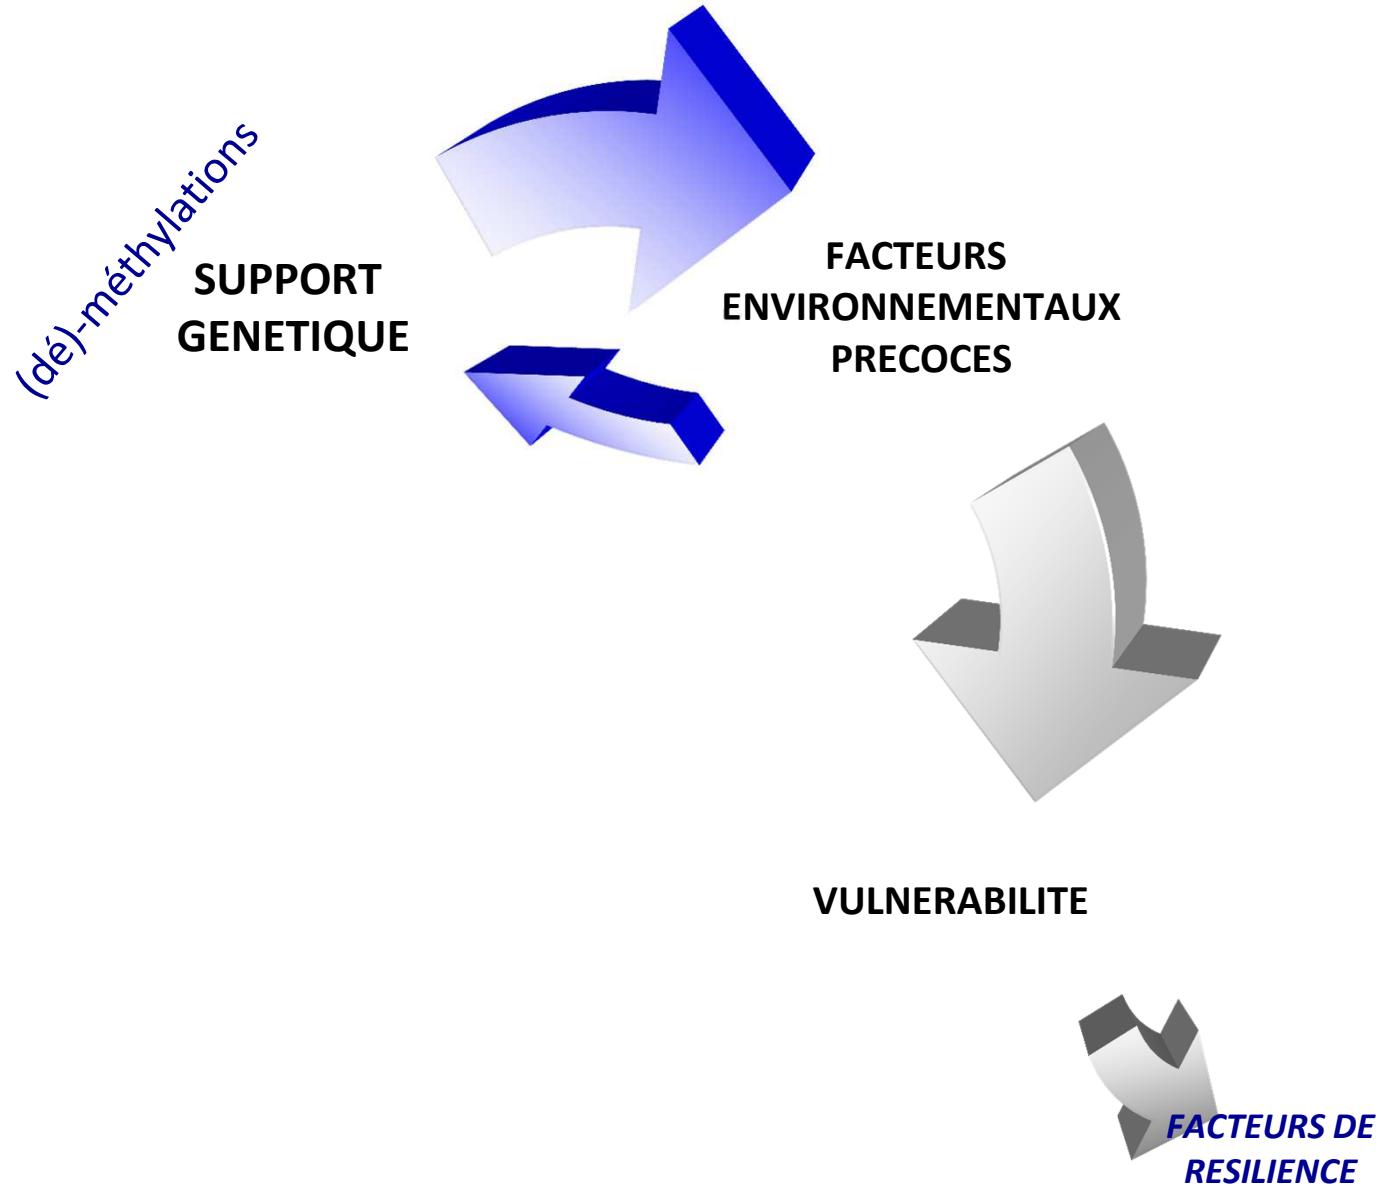 (dé)-méthylations
SUPPORT
GENETIQUE
FACTEURS
ENVIRONNEMENTAUX
PRECOCES
VULNERABILITE
FACTEURS DE
RESILIENCE